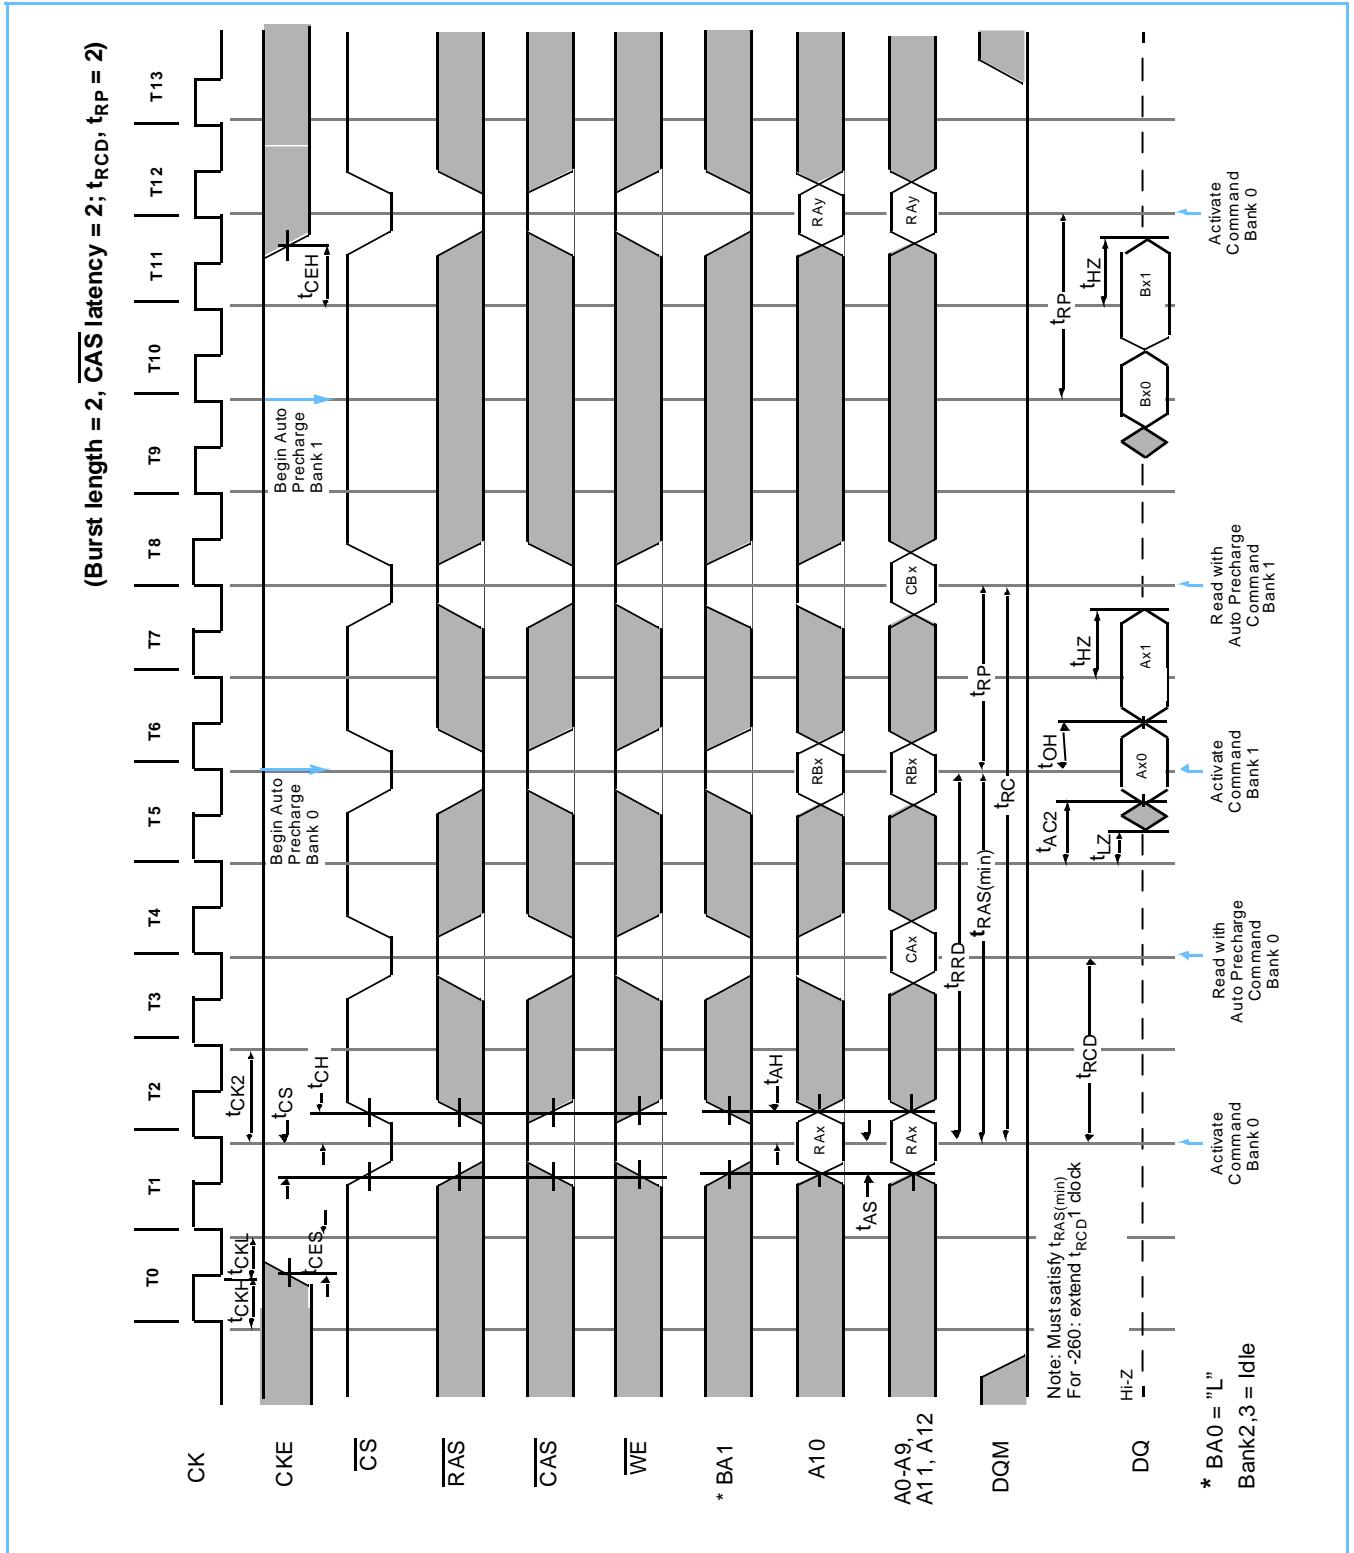 (Burst length = 2, CAS latency = 2; tRCD, tRP = 2)
T0 T1 T2 T3 T4 T5 T6 T7 T8 T9 T10 T11 T12 T13
CK
tCKH tCKL
tCK2
CKE
tCES
tCS
Begin Auto
Precharge
Bank 0
Begin Auto
Precharge
Bank 1
tCEH
CS
tCH
RAS
CAS
WE
* BA1
A10
tAH
RAx
RBx
RAy
A0-A9,
A11, A12
tAS
RAx
CAx
RBx
CBx
RAy
DQM
tRRD
tRAS(min)
tRC
tRP
tRP
Note: Must satisfy tRAS(min)
For -260: extend tRCD1 clock
tRCD
tAC2
tLZ
tOH
tHZ
tHZ
DQ
Hi-Z
Ax0
Ax1
Bx0
Bx1
Activate
Command
Bank 0
Read with
Auto Precharge
Command
Bank 0
Activate
Command
Bank 1
Read with
Auto Precharge
Command
Bank 1
Activate
Command
Bank 0
* BA0 = "L"
Bank2,3 = Idle